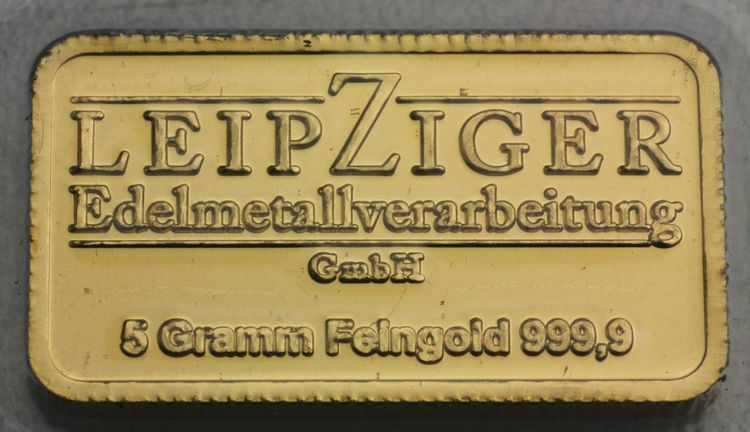 LEIPZIGER
Edelmetallverarbeitung
GmbH
5 Gramm Feingold 999,9